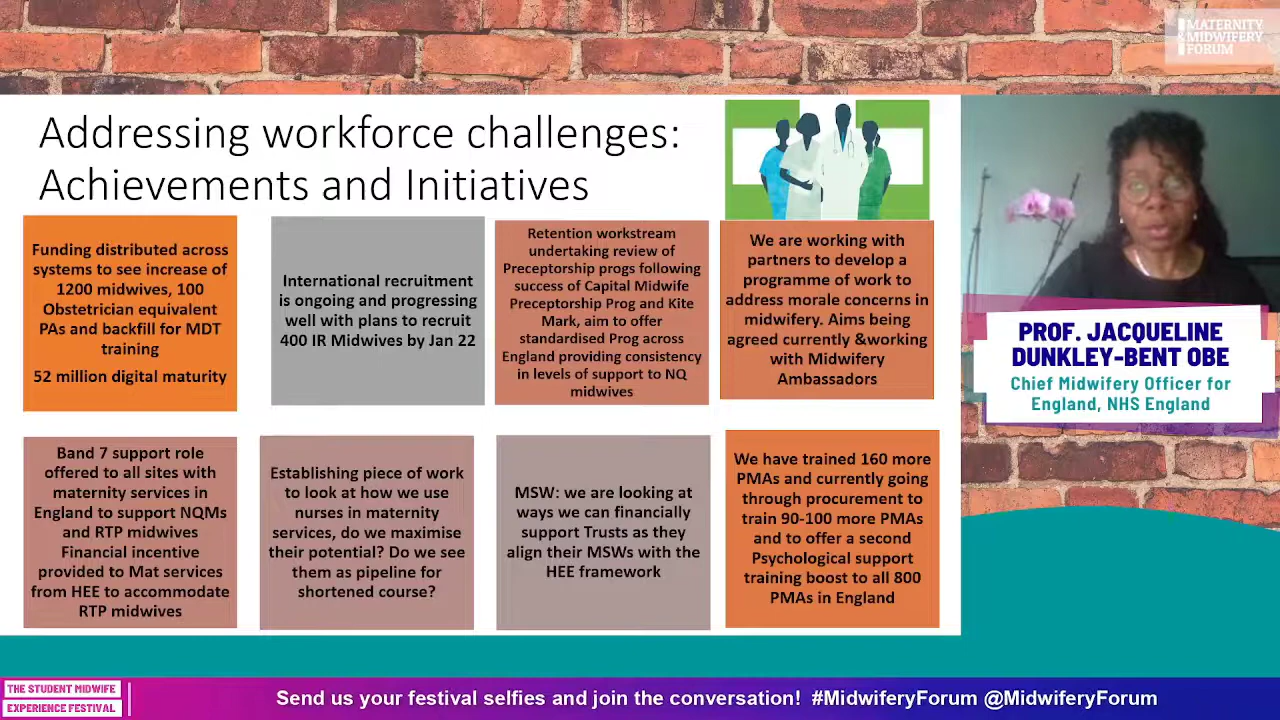 MATERNITY
MIDWIFERY
FORUM
Addressing workforce challenges:
Achievements and Initiatives
Funding distributed across
systems to see increase of
1200 midwives, 100
Obstetrician equivalent
PAs and backfill for MDT
training
52 million digital maturity
International recruitment
is ongoing and progressing
well with plans to recruit
400 IR Midwives by Jan 22
Retention workstream
undertaking review of
Preceptorship progs following
success of Capital Midwife
Preceptorship Prog and Kite
Mark, aim to offer
standardised Prog across
England providing consistency
in levels of support to NQ
midwives
We are working with
partners to develop a
programme of work to
address morale concerns in
midwifery. Aims being
agreed currently &working
with Midwifery
Ambassadors
Band 7 support role
offered to all sites with
maternity services in
England to support NQMs
and RTP midwives
Financial incentive
provided to Mat services
from HEE to accommodate
RTP midwives
Establishing piece of work
to look at how we use
nurses in maternity
services, do we maximise
their potential? Do we see
them as pipeline for
shortened course?
MSW: we are looking at
ways we can financially
support Trusts as they
align their MSWs with the
HEE framework
We have trained 160 more
PMAs and currently going
through procurement to
train 90-100 more PMAs
and to offer a second
Psychological support
training boost to all 800
PMAs in England
PROF. JACQUELINE
DUNKLEY-BENT OBE
Chief Midwifery Officer for
England, NHS England
THE STUDENT MIDWIFE
EXPERIENCE FESTIVAL
Send us your festival selfies and join the conversation! #MidwiferyForum @MidwiferyForum